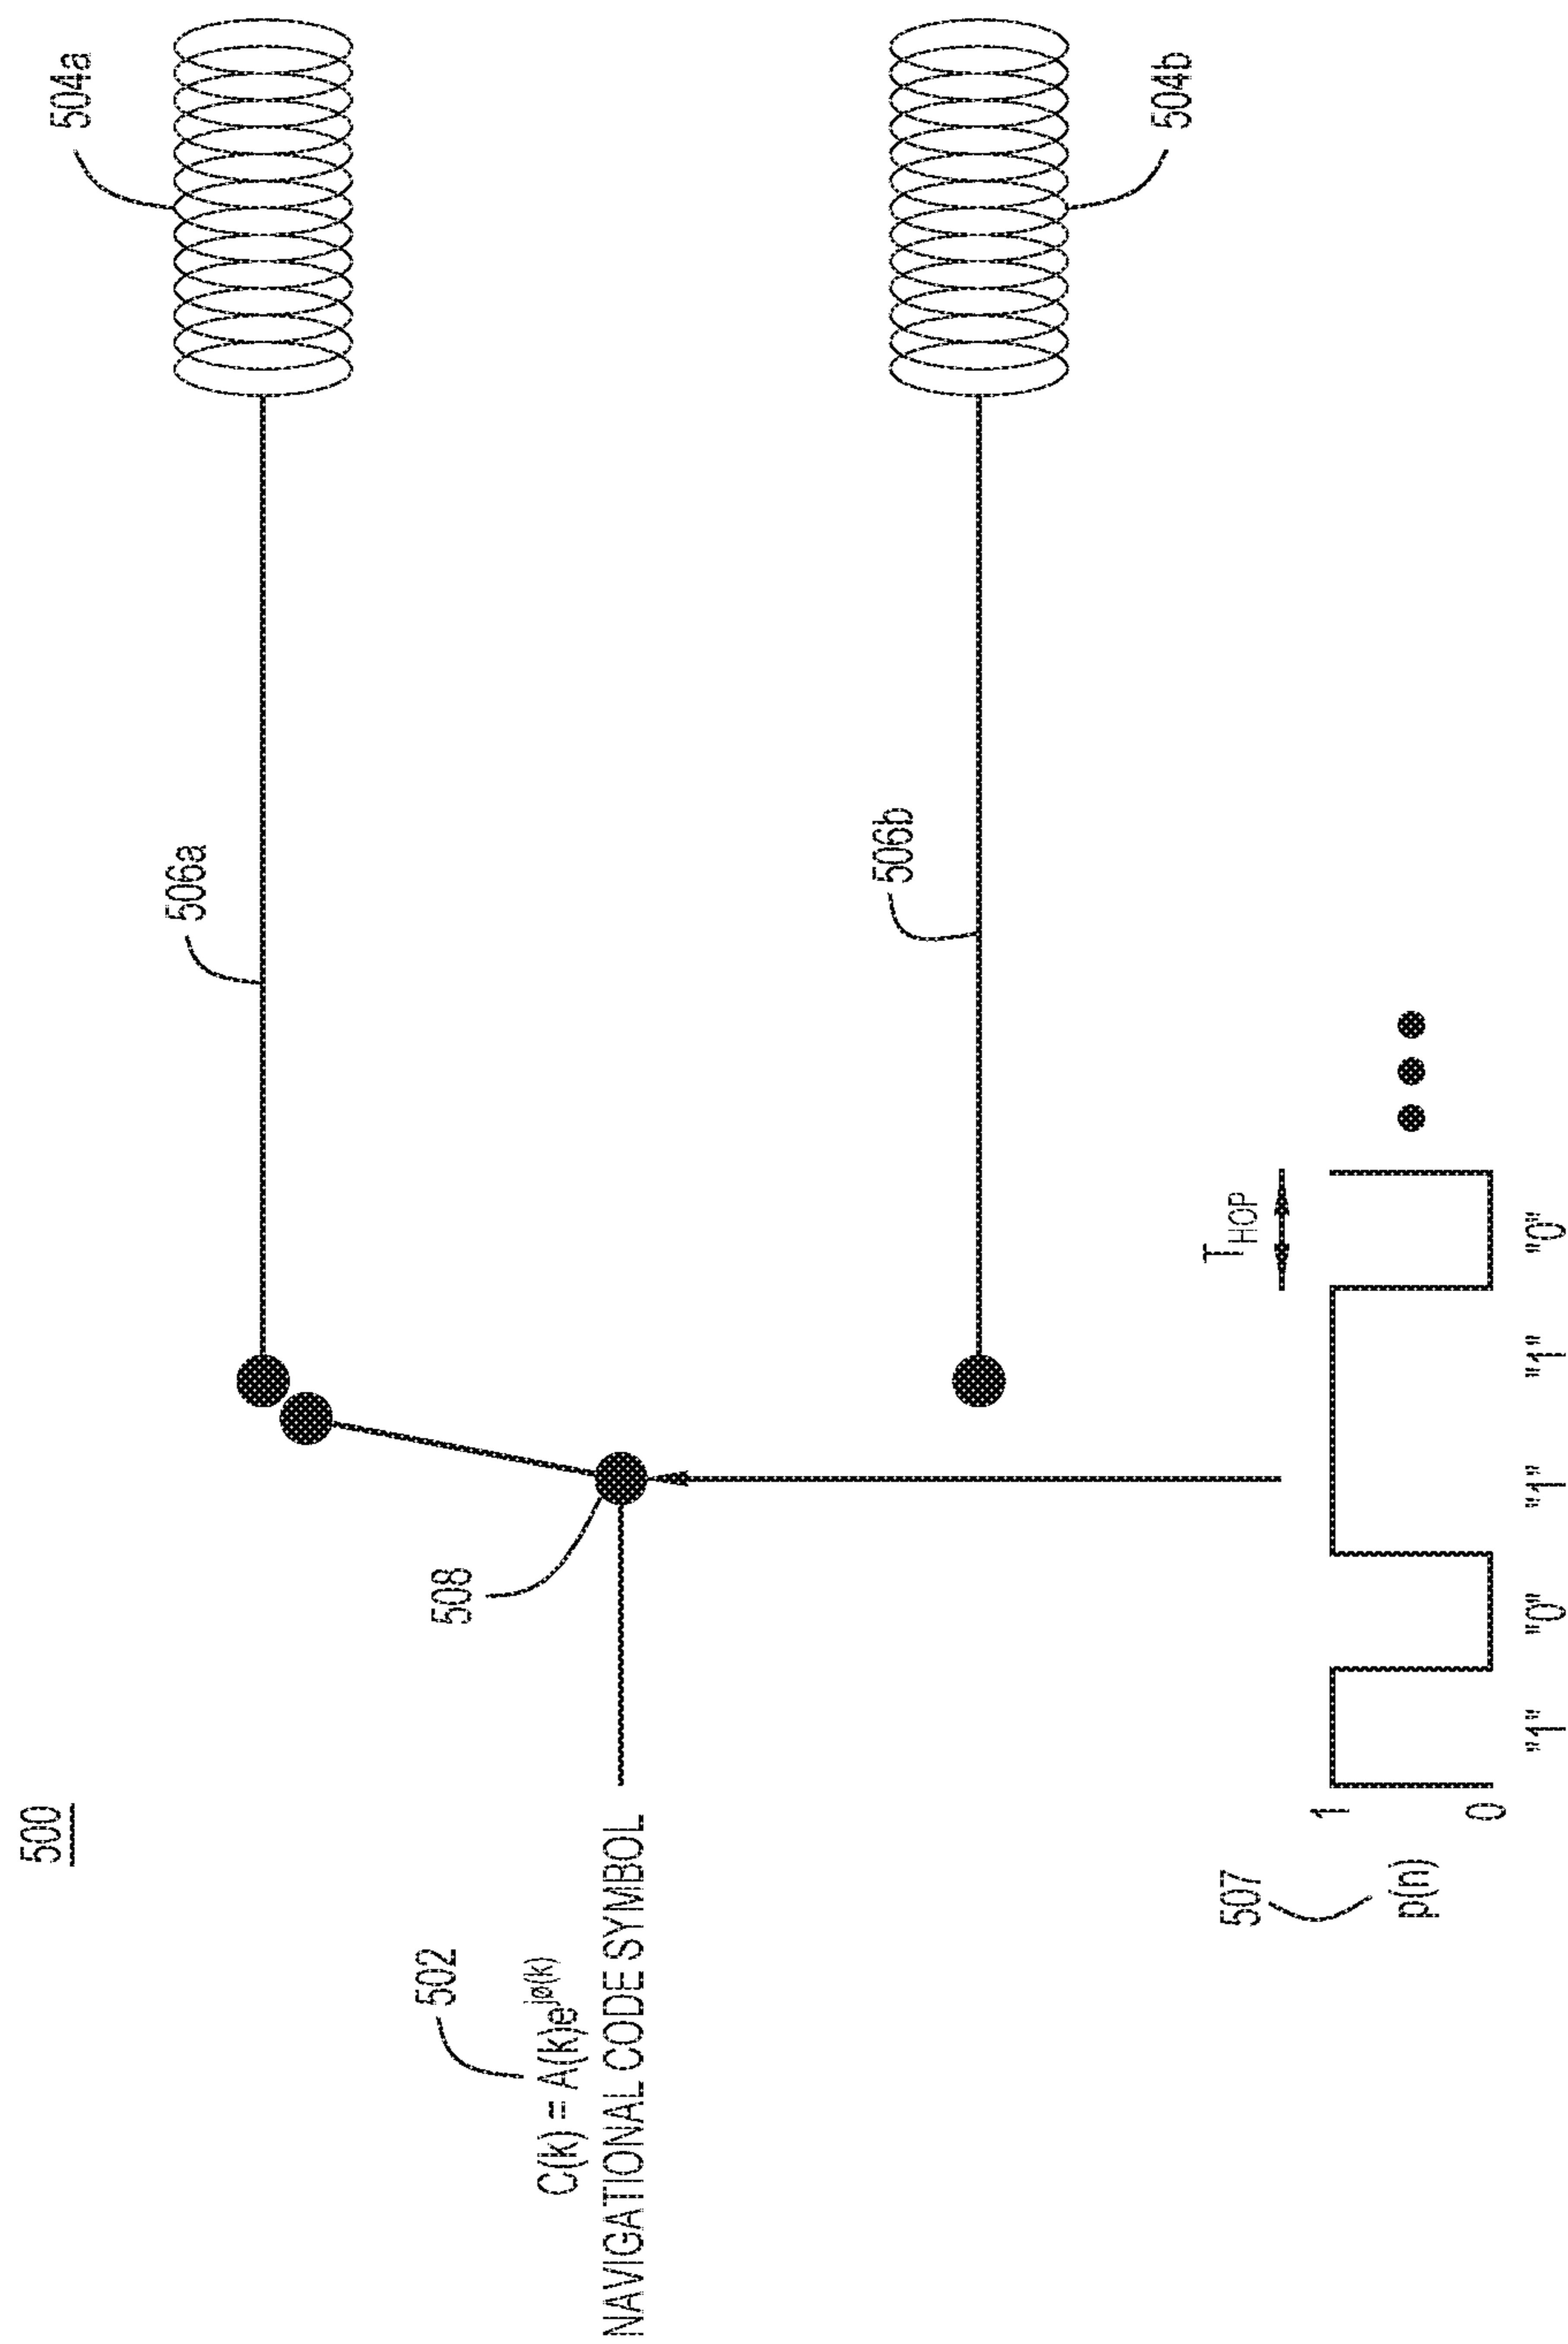 500
504a
506a
508
502
C(k) = A(k)e^jø(k)
NAVIGATIONAL CODE SYMBOL
506b
504b
T_HOP
507
p(n)
1
0
"1" "0" "1" "1" "0"